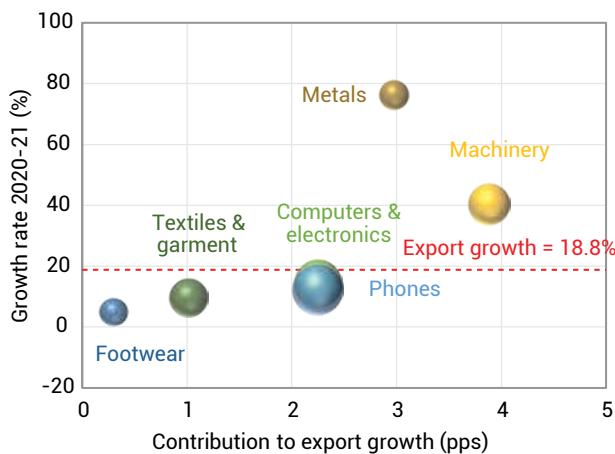 100
80
60
40
20
0
-20
Growth rate 2020-21 (%)
Metals
Machinery
Computers &
electronics
Textiles &
garment
Export growth = 18.8%
Phones
Footwear
0 1 2 3 4 5
Contribution to export growth (pps)